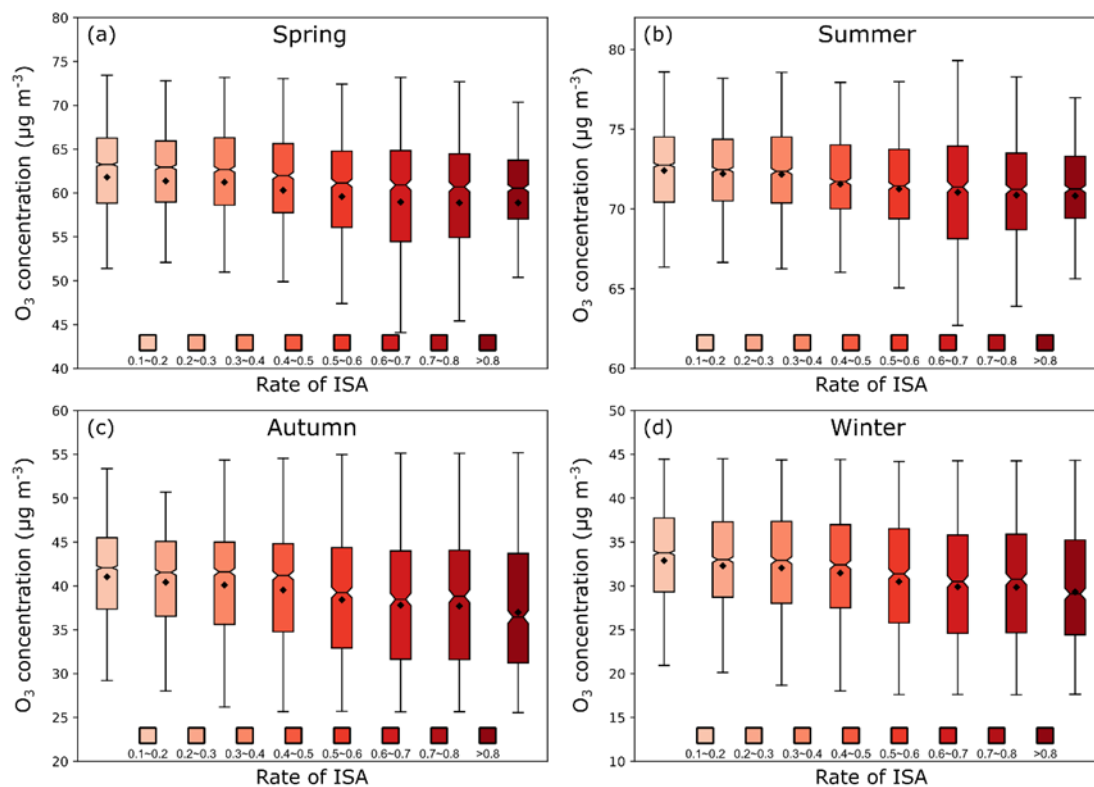 (a) Spring
O3 concentration (μg m-3)
80
75
70
65
60
55
50
45
40
0.1~0.2 0.2~0.3 0.3~0.4 0.4~0.5 0.5~0.6 0.6~0.7 0.7~0.8 >0.8
Rate of ISA
(b) Summer
O3 concentration (μg m-3)
80
75
70
65
60
0.1~0.2 0.2~0.3 0.3~0.4 0.4~0.5 0.5~0.6 0.6~0.7 0.7~0.8 >0.8
Rate of ISA
(c) Autumn
O3 concentration (μg m-3)
60
55
50
45
40
35
30
25
20
0.1~0.2 0.2~0.3 0.3~0.4 0.4~0.5 0.5~0.6 0.6~0.7 0.7~0.8 >0.8
Rate of ISA
(d) Winter
O3 concentration (μg m-3)
50
45
40
35
30
25
20
15
10
0.1~0.2 0.2~0.3 0.3~0.4 0.4~0.5 0.5~0.6 0.6~0.7 0.7~0.8 >0.8
Rate of ISA